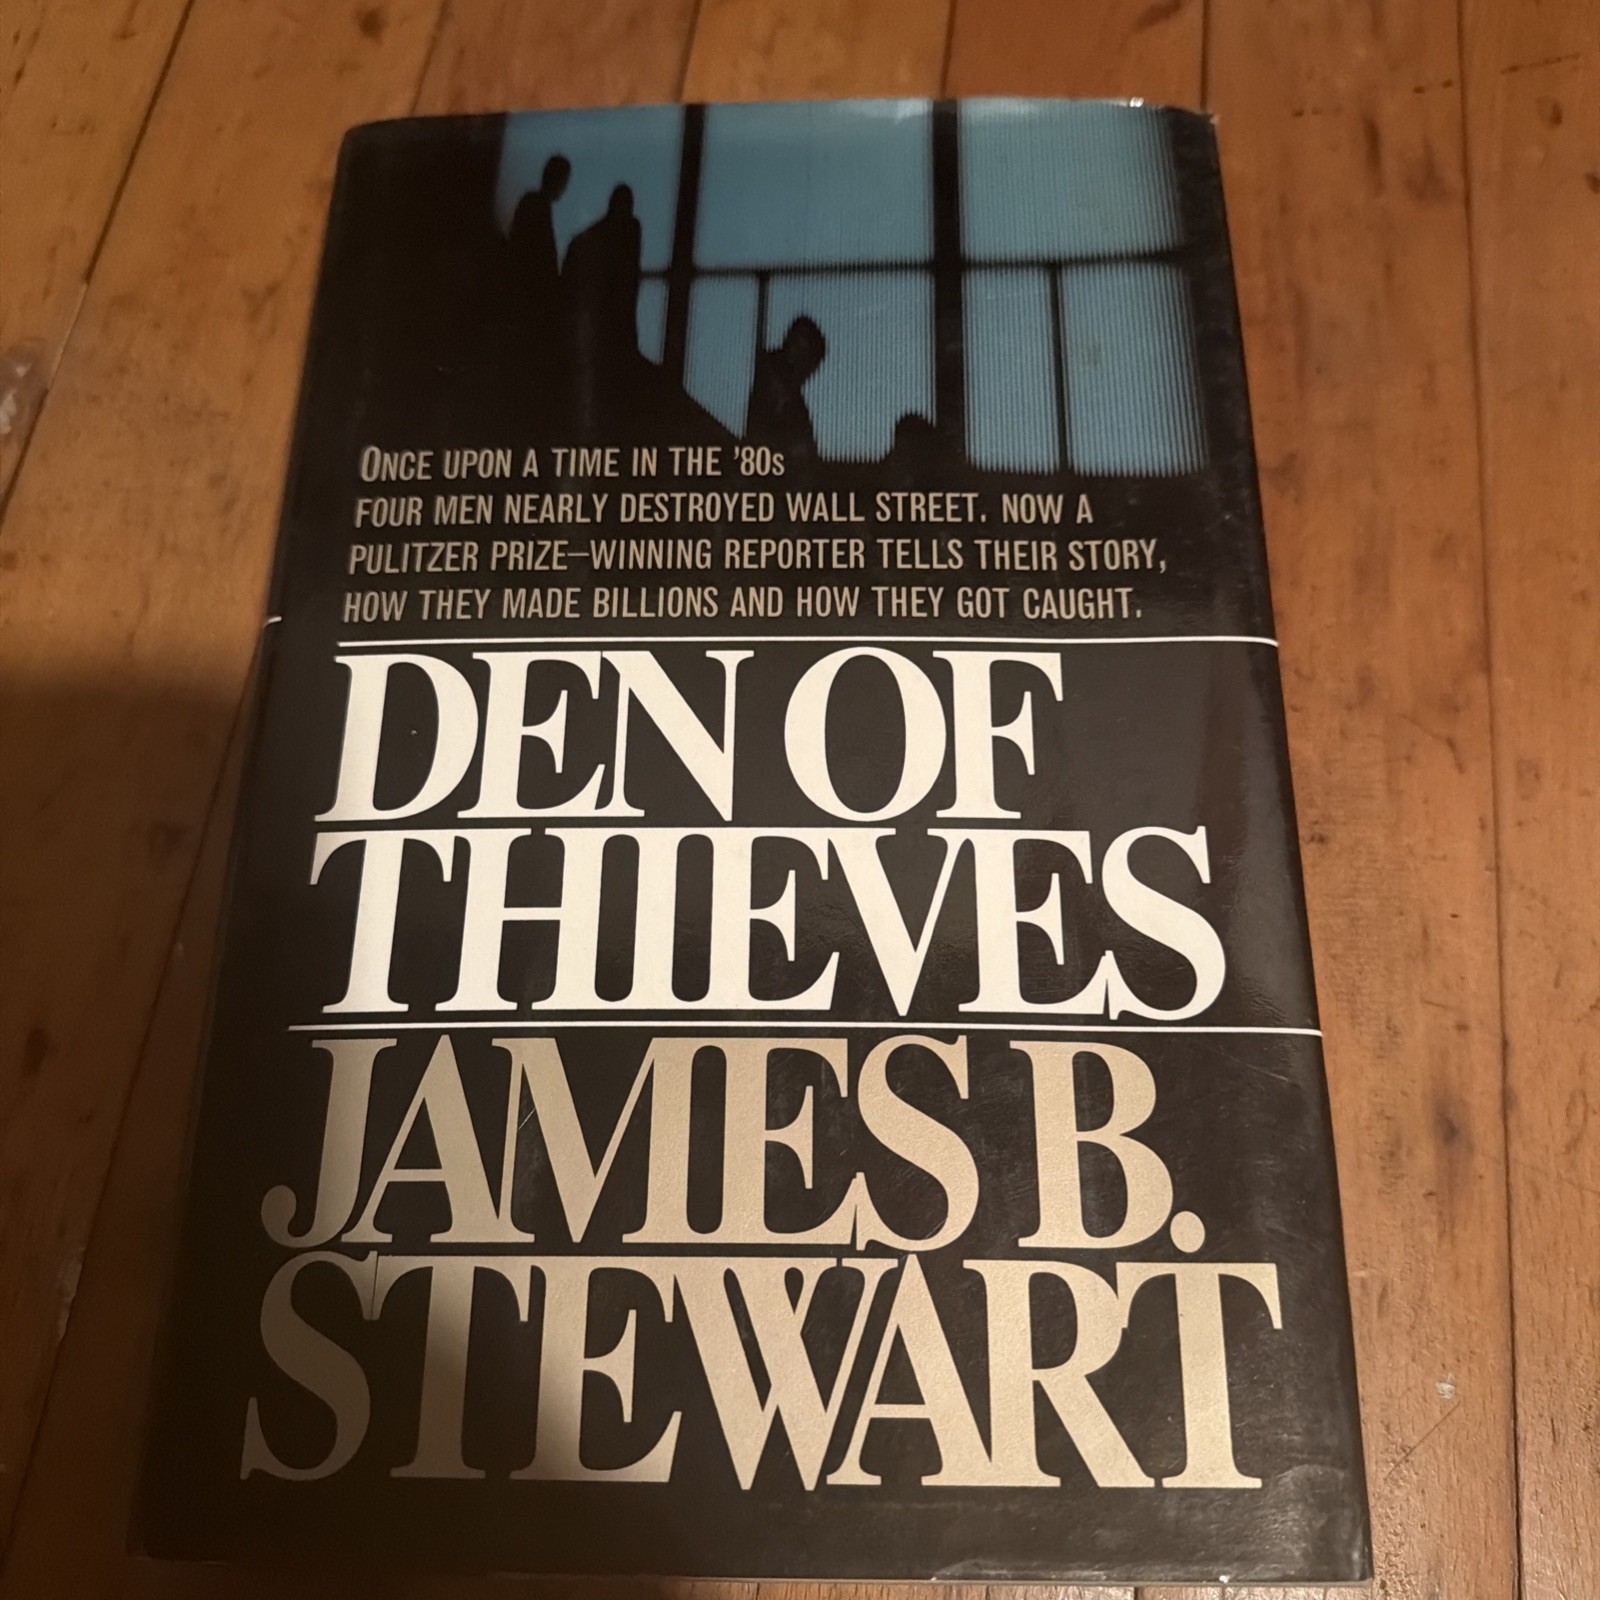 ONCE UPON A TIME IN THE '80s
FOUR MEN NEARLY DESTROYED WALL STREET. NOW A
PULITZER PRIZE–WINNING REPORTER TELLS THEIR STORY,
HOW THEY MADE BILLIONS AND HOW THEY GOT CAUGHT.
DEN OF
THIEVES
JAMES B.
STEWART